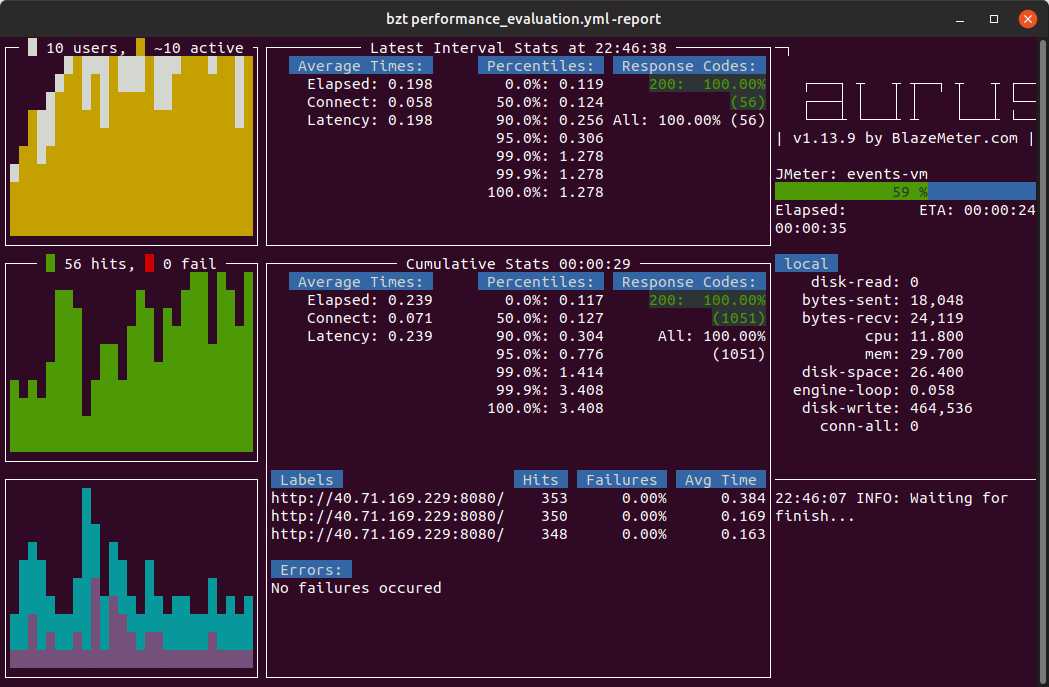 bzt performance_evaluation.yml -report
10 users, ~10 active
Latest Interval Stats at 22:46:38
Average Times: Percentiles: Response Codes:
Elapsed: 0.198 0.0%: 0.119 200: 100.00%
Connect: 0.058 50.0%: 0.124 (56)
Latency: 0.198 90.0%: 0.256 All: 100.00% (56)
95.0%: 0.306
99.0%: 1.278
99.9%: 1.278
100.0%: 1.278
56 hits, 0 fail
Cumulative Stats 00:00:29
Average Times: Percentiles: Response Codes:
Elapsed: 0.239 0.0%: 0.117 200: 100.00%
Connect: 0.071 50.0%: 0.127 (1051)
Latency: 0.239 90.0%: 0.304 All: 100.00%
95.0%: 0.776 (1051)
99.0%: 1.414
99.9%: 3.408
100.0%: 3.408
Labels Hits Failures Avg Time
http://40.71.169.229:8080/ 353 0.00% 0.384
http://40.71.169.229:8080/ 350 0.00% 0.169
http://40.71.169.229:8080/ 348 0.00% 0.163
Errors:
No failures occured
| v1.13.9 by BlazeMeter.com |
JMeter: events-vm
59 %
Elapsed: ETA: 00:00:24
00:00:35
local
disk-read: 0
bytes-sent: 18,048
bytes-recv: 24,119
cpu: 11.800
mem: 29.700
disk-space: 26.400
engine-loop: 0.058
disk-write: 464,536
conn-all: 0
22:46:07 INFO: Waiting for
finish...